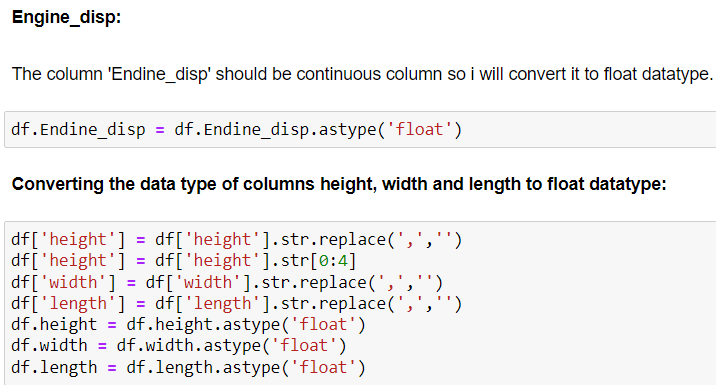 Engine_disp:
The column 'Endine_disp' should be continuous column so i will convert it to float datatype.
df.Endine_disp = df.Endine_disp.astype('float')
Converting the data type of columns height, width and length to float datatype:
df['height'] = df['height'].str.replace(',','')
df['height'] = df['height'].str[0:4]
df['width'] = df['width'].str.replace(',','')
df['length'] = df['length'].str.replace(',','')
df.height = df.height.astype('float')
df.width = df.width.astype('float')
df.length = df.length.astype('float')